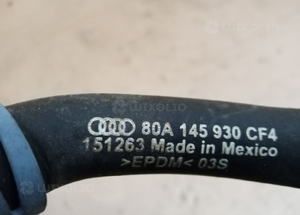 80A 145 930 CF4
151263 Made in Mexico
>EPDM< 03S